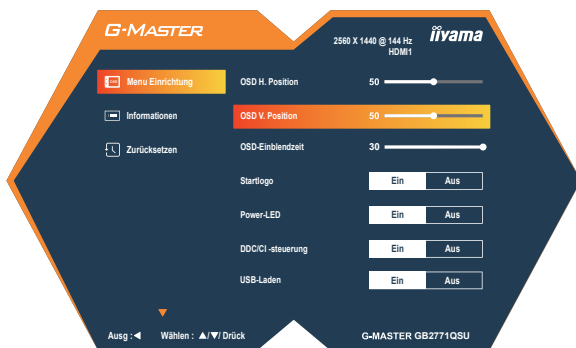 G-MASTER
iiyama
2560 X 1440 @ 144 Hz
HDMI1
Menu Einrichtung
Informationen
Zurücksetzen
OSD H. Position 50
OSD V. Position 50
OSD-Einblendzeit 30
Startlogo Ein Aus
Power-LED Ein Aus
DDC/CI -steuerung Ein Aus
USB-Laden Ein Aus
Ausg :◀ Wählen : ▲/▼/ Drück G-MASTER GB2771QSU